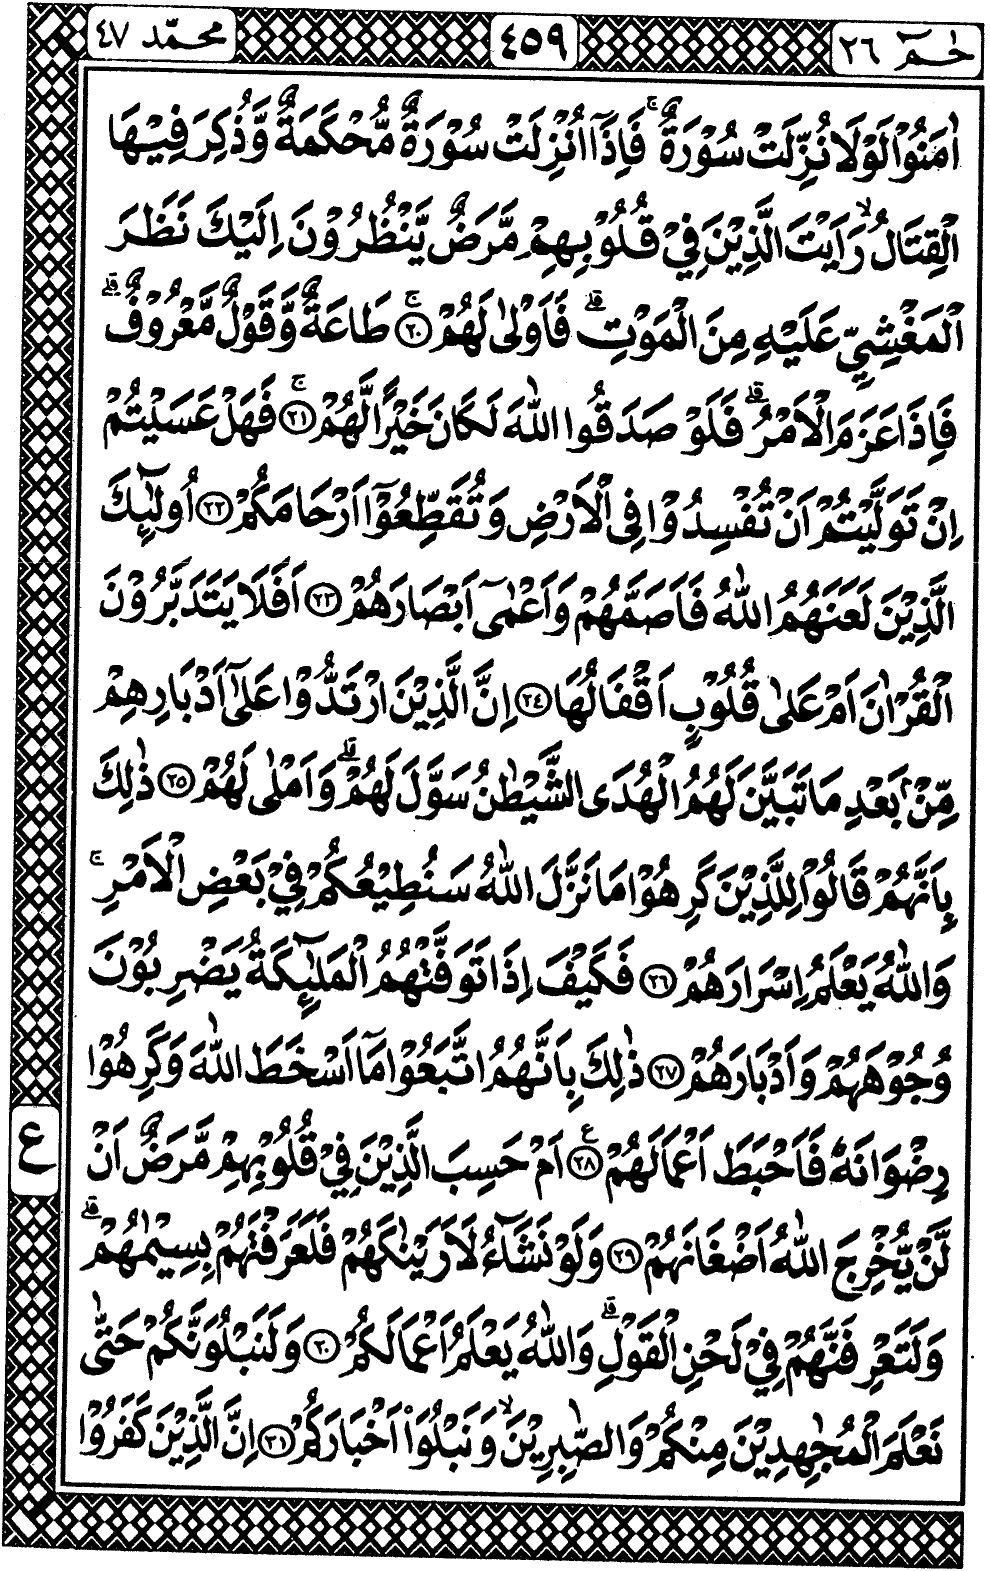 حٰمٓ ٢٦
٤٥٩
محمّد ٤٧
اٰمَنُوْا لَوْلَا نُزِّلَتْ سُوْرَةٌ ۚ فَاِذَاۤ اُنْزِلَتْ سُوْرَةٌ مُّحْكَمَةٌ وَّذُكِرَ فِيْهَا
الْقِتَالُ ۙ رَاَيْتَ الَّذِيْنَ فِيْ قُلُوْبِهِمْ مَّرَضٌ يَّنْظُرُوْنَ اِلَيْكَ نَظَرَ
الْمَغْشِيِّ عَلَيْهِ مِنَ الْمَوْتِ ۗ فَاَوْلٰى لَهُمْ ﴿٢٠﴾ ۚ طَاعَةٌ وَّقَوْلٌ مَّعْرُوْفٌ ۗ
فَاِذَا عَزَمَ الْاَمْرُ ۗ فَلَوْ صَدَقُوا اللّٰهَ لَكَانَ خَيْرًا لَّهُمْ ﴿٢١﴾ ۚ فَهَلْ عَسَيْتُمْ
اِنْ تَوَلَّيْتُمْ اَنْ تُفْسِدُوْا فِى الْاَرْضِ وَتُقَطِّعُوْۤا اَرْحَامَكُمْ ﴿٢٢﴾ اُولٰٓئِكَ
الَّذِيْنَ لَعَنَهُمُ اللّٰهُ فَاَصَمَّهُمْ وَاَعْمٰۤى اَبْصَارَهُمْ ﴿٢٣﴾ اَفَلَا يَتَدَبَّرُوْنَ
الْقُرْاٰنَ اَمْ عَلٰى قُلُوْبٍ اَقْفَالُهَا ﴿٢٤﴾ اِنَّ الَّذِيْنَ ارْتَدُّوْا عَلٰۤى اَدْبَارِهِمْ
مِّنْۢ بَعْدِ مَا تَبَيَّنَ لَهُمُ الْهُدَى الشَّيْطٰنُ سَوَّلَ لَهُمْ ۗ وَاَمْلٰى لَهُمْ ﴿٢٥﴾ ذٰلِكَ
بِاَنَّهُمْ قَالُوْا لِلَّذِيْنَ كَرِهُوْا مَا نَزَّلَ اللّٰهُ سَنُطِيْعُكُمْ فِيْ بَعْضِ الْاَمْرِ ۚ
وَاللّٰهُ يَعْلَمُ اِسْرَارَهُمْ ﴿٢٦﴾ فَكَيْفَ اِذَا تَوَفَّتْهُمُ الْمَلٰٓئِكَةُ يَضْرِبُوْنَ
وُجُوْهَهُمْ وَاَدْبَارَهُمْ ﴿٢٧﴾ ذٰلِكَ بِاَنَّهُمُ اتَّبَعُوْا مَاۤ اَسْخَطَ اللّٰهَ وَكَرِهُوْا
رِضْوَانَهٗ فَاَحْبَطَ اَعْمَالَهُمْ ﴿٢٨﴾ ع اَمْ حَسِبَ الَّذِيْنَ فِيْ قُلُوْبِهِمْ مَّرَضٌ اَنْ
ع
لَّنْ يُّخْرِجَ اللّٰهُ اَضْغَانَهُمْ ﴿٢٩﴾ وَلَوْ نَشَآءُ لَاَرَيْنٰكَهُمْ فَلَعَرَفْتَهُمْ بِسِيْمٰهُمْ ۗ
وَلَتَعْرِفَنَّهُمْ فِيْ لَحْنِ الْقَوْلِ ۗ وَاللّٰهُ يَعْلَمُ اَعْمَالَكُمْ ﴿٣٠﴾ وَلَنَبْلُوَنَّكُمْ حَتّٰى
نَعْلَمَ الْمُجٰهِدِيْنَ مِنْكُمْ وَالصّٰبِرِيْنَ ۙ وَنَبْلُوَا۟ اَخْبَارَكُمْ ﴿٣١﴾ اِنَّ الَّذِيْنَ كَفَرُوْا